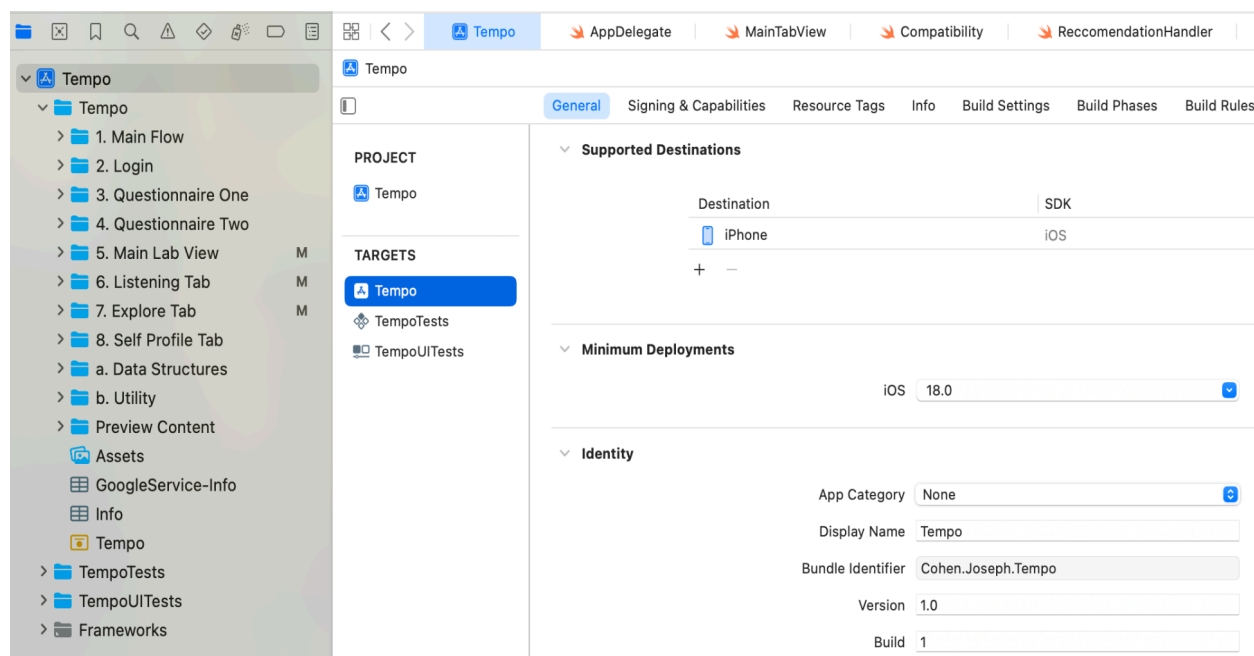 Tempo
AppDelegate
MainTabView
Compatibility
ReccomendationHandler
Tempo
Tempo
1. Main Flow
2. Login
3. Questionnaire One
4. Questionnaire Two
5. Main Lab View M
6. Listening Tab M
7. Explore Tab M
8. Self Profile Tab
a. Data Structures
b. Utility
Preview Content
Assets
GoogleService-Info
Info
Tempo
TempoTests
TempoUITests
Frameworks
Tempo
General Signing & Capabilities Resource Tags Info Build Settings Build Phases Build Rules
PROJECT
Tempo
TARGETS
Tempo
TempoTests
TempoUITests
Supported Destinations
Destination SDK
iPhone iOS
Minimum Deployments
iOS 18.0
Identity
App Category None
Display Name Tempo
Bundle Identifier Cohen.Joseph.Tempo
Version 1.0
Build 1